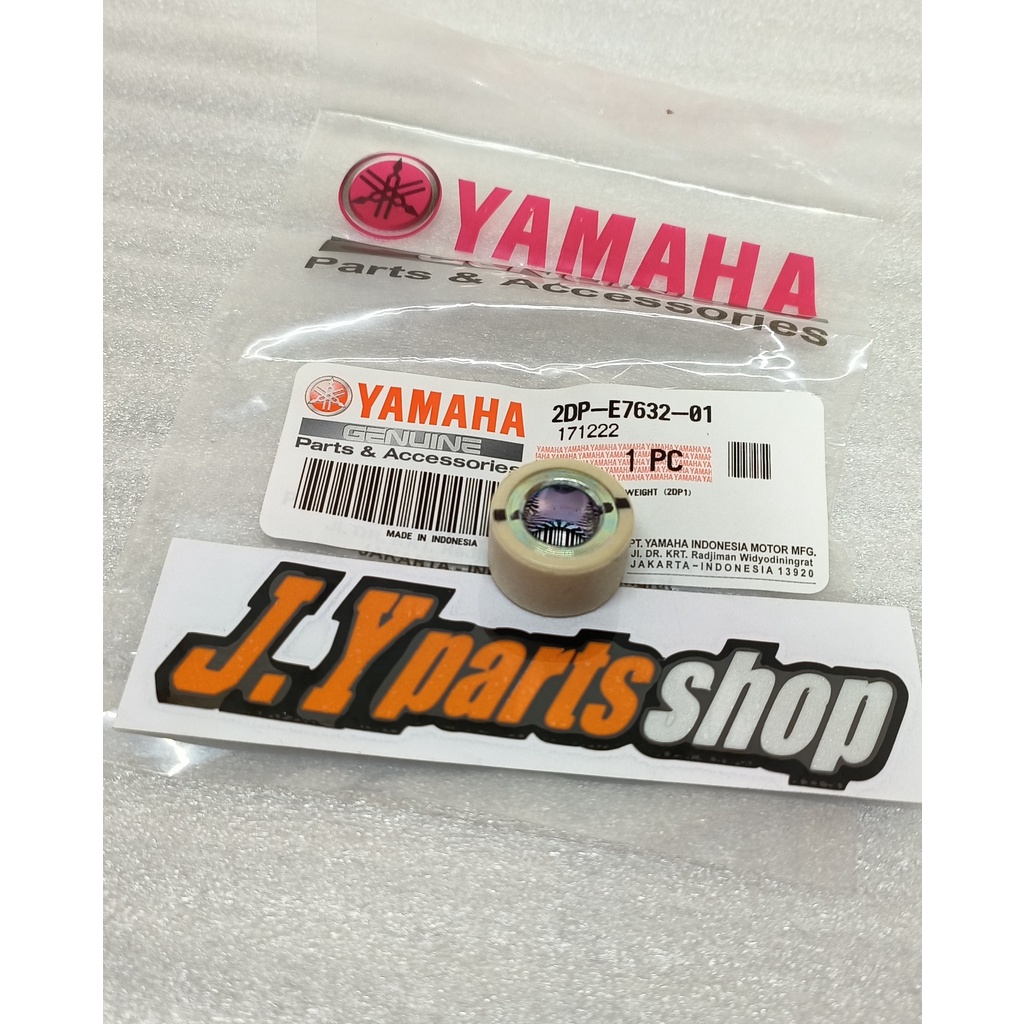 YAMAHA
Parts & Accessories
YAMAHA
GENUINE
Parts & Accessories
MADE IN INDONESIA
2DP-E7632-01
171222
1 PC
WEIGHT (2DP1)
PT. YAMAHA INDONESIA MOTOR MFG.
Jl. DR. KRT. Radjiman Widyodiningrat
JAKARTA-INDONESIA 13920
J.Y parts shop